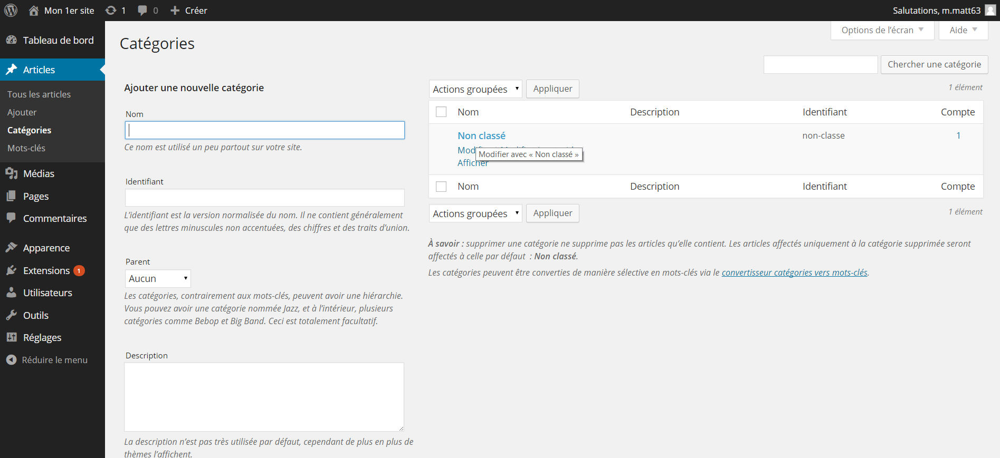 Mon 1er site
1
0
Créer
Salutations, m.matt63
Tableau de bord
Articles
Tous les articles
Ajouter
Catégories
Mots-clés
Médias
Pages
Commentaires
Apparence
Extensions 1
Utilisateurs
Outils
Réglages
Réduire le menu
Catégories
Options de l'écran
Aide
Chercher une catégorie
Ajouter une nouvelle catégorie
Nom
Ce nom est utilisé un peu partout sur votre site.
Identifiant
L'identifiant est la version normalisée du nom. Il ne contient généralement
que des lettres minuscules non accentuées, des chiffres et des traits d'union.
Parent
Aucun
Les catégories, contrairement aux mots-clés, peuvent avoir une hiérarchie.
Vous pouvez avoir une catégorie nommée Jazz, et à l'intérieur, plusieurs
catégories comme Bebop et Big Band. Ceci est totalement facultatif.
Description
La description n'est pas très utilisée par défaut, cependant de plus en plus de
thèmes l'affichent.
Actions groupées
Appliquer
1 élément
Nom Description Identifiant Compte
Non classé non-classe 1
Modifier avec « Non classé »
Afficher
Nom Description Identifiant Compte
Actions groupées
Appliquer
1 élément
À savoir : supprimer une catégorie ne supprime pas les articles qu'elle contient. Les articles affectés uniquement à la catégorie supprimée seront
affectés à celle par défaut : Non classé.
Les catégories peuvent être converties de manière sélective en mots-clés via le convertisseur catégories vers mots-clés.